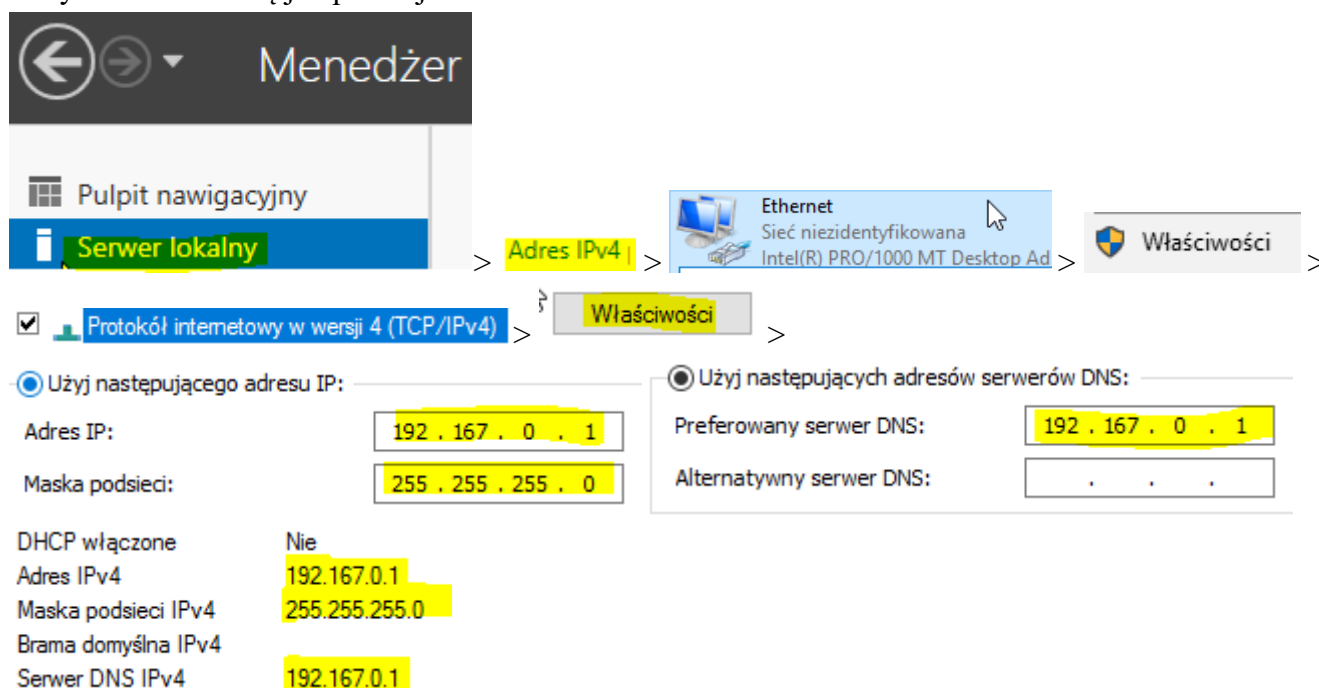 Menedżer
Pulpit nawigacyjny
Serwer lokalny
> Adres IPv4 >
Ethernet
Sieć niezidentyfikowana
Intel(R) PRO/1000 MT Desktop Ad
> Właściwości >
Protokół internetowy w wersji 4 (TCP/IPv4) > Właściwości >
Użyj następującego adresu IP:
Adres IP: 192 . 167 . 0 . 1
Maska podsieci: 255 . 255 . 255 . 0
Użyj następujących adresów serwerów DNS:
Preferowany serwer DNS: 192 . 167 . 0 . 1
Alternatywny serwer DNS: . . .
DHCP włączone Nie
Adres IPv4 192.167.0.1
Maska podsieci IPv4 255.255.255.0
Brama domyślna IPv4
Serwer DNS IPv4 192.167.0.1